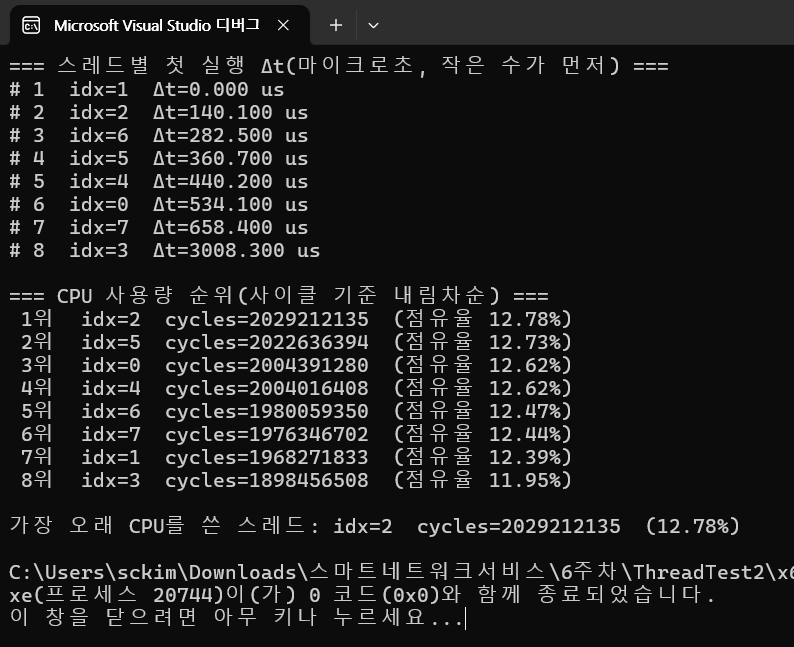 Microsoft Visual Studio 디버그
=== 스레드별 첫 실행 Δt(마이크로초, 작은 수가 먼저) ===
# 1  idx=1  Δt=0.000 us
# 2  idx=2  Δt=140.100 us
# 3  idx=6  Δt=282.500 us
# 4  idx=5  Δt=360.700 us
# 5  idx=4  Δt=440.200 us
# 6  idx=0  Δt=534.100 us
# 7  idx=7  Δt=658.400 us
# 8  idx=3  Δt=3008.300 us
=== CPU 사용량 순위(사이클 기준 내림차순) ===
1위  idx=2  cycles=2029212135  (점유율 12.78%)
2위  idx=5  cycles=2022636394  (점유율 12.73%)
3위  idx=0  cycles=2004391280  (점유율 12.62%)
4위  idx=4  cycles=2004016408  (점유율 12.62%)
5위  idx=6  cycles=1980059350  (점유율 12.47%)
6위  idx=7  cycles=1976346702  (점유율 12.44%)
7위  idx=1  cycles=1968271833  (점유율 12.39%)
8위  idx=3  cycles=1898456508  (점유율 11.95%)
가장 오래 CPU를 쓴 스레드: idx=2  cycles=2029212135  (12.78%)
C:\Users\sckim\Downloads\스마트네트워크서비스\6주차\ThreadTest2\x6
xe(프로세스 20744)이(가) 0 코드(0x0)와 함께 종료되었습니다.
이 창을 닫으려면 아무 키나 누르세요...